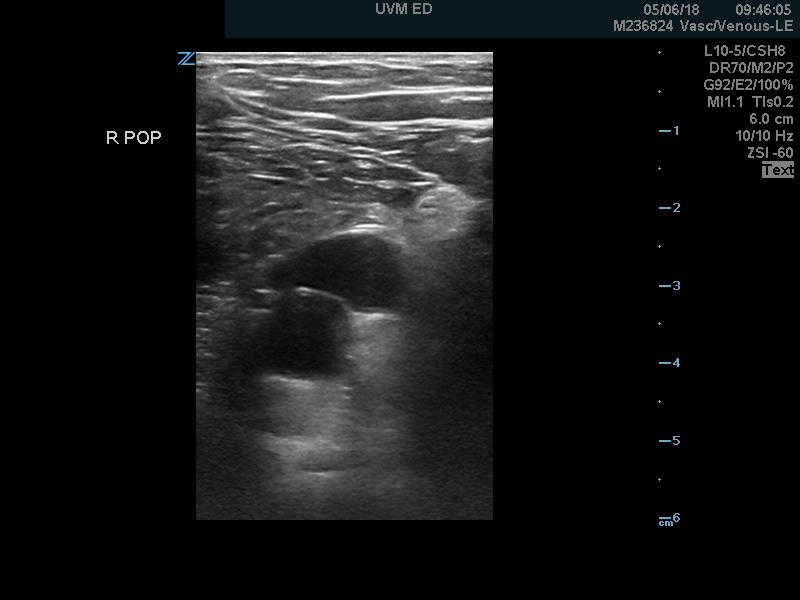 UVM ED
05/06/18 09:46:05
M236824 Vasc/Venous-LE
Z
L10-5/CSH8
DR70/M2/P2
G92/E2/100%
MI1.1 TIs0.2
6.0 cm
10/10 Hz
ZSI -60
Text
R POP
1
2
3
4
5
6
cm